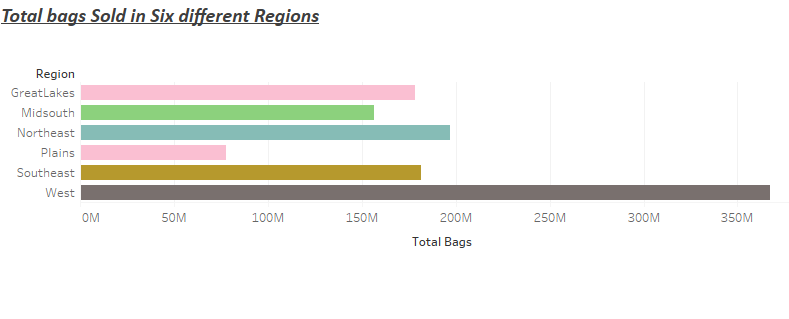 Total bags Sold in Six different Regions
Region
GreatLakes
Midsouth
Northeast
Plains
Southeast
West
0M 50M 100M 150M 200M 250M 300M 350M
Total Bags